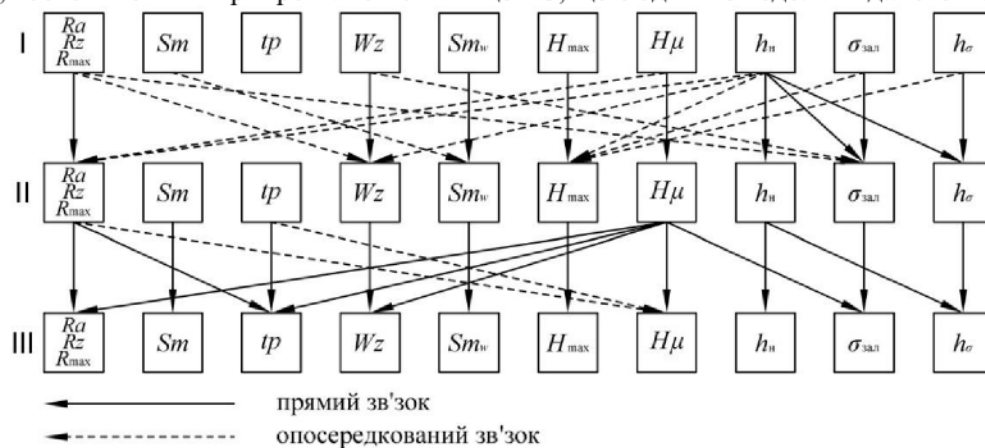 I Ra Rz Rmax Sm tp Wz Smw Hmax Hμ hн σзал hσ
II Ra Rz Rmax Sm tp Wz Smw Hmax Hμ hн σзал hσ
III Ra Rz Rmax Sm tp Wz Smw Hmax Hμ hн σзал hσ
прямий зв'зок
опосередкований зв'зок